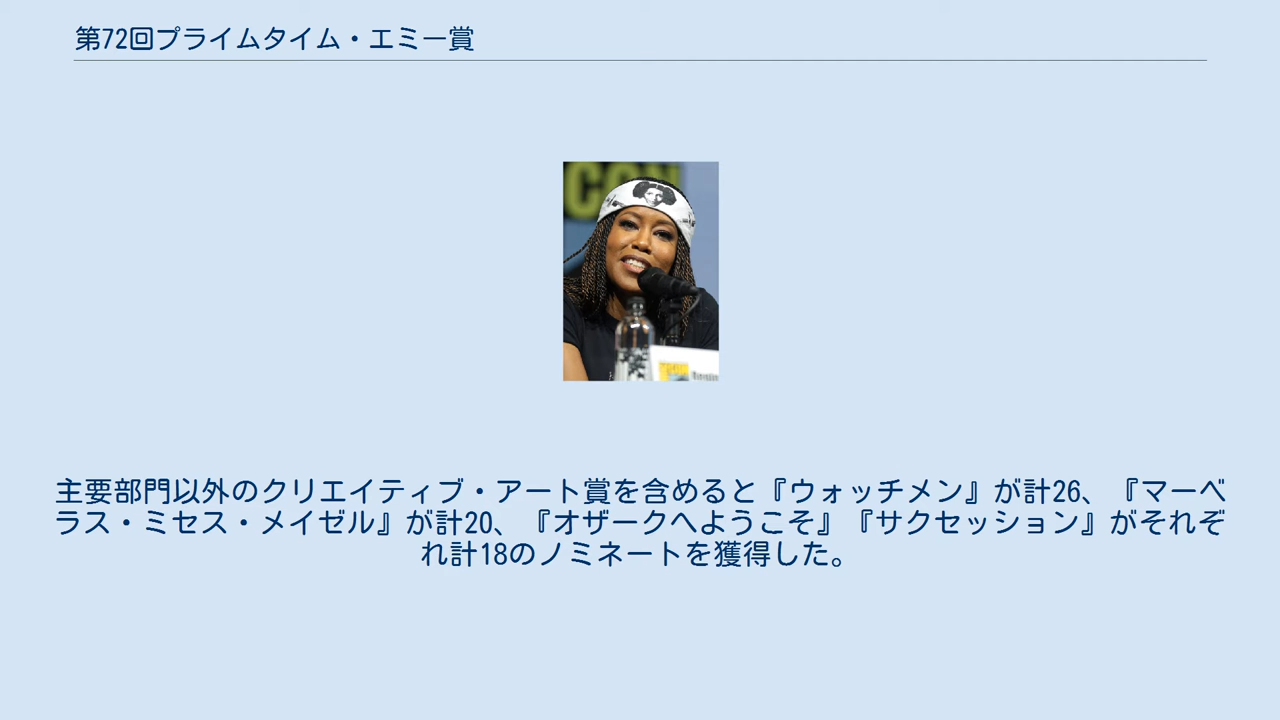 第72回プライムタイム・エミー賞
CON
主要部門以外のクリエイティブ・アート賞を含めると『ウォッチメン』が計26、『マーベ
ラス・ミセス・メイゼル』が計20、『オザークへようこそ』『サクセッション』がそれぞ
れ計18のノミネートを獲得した。